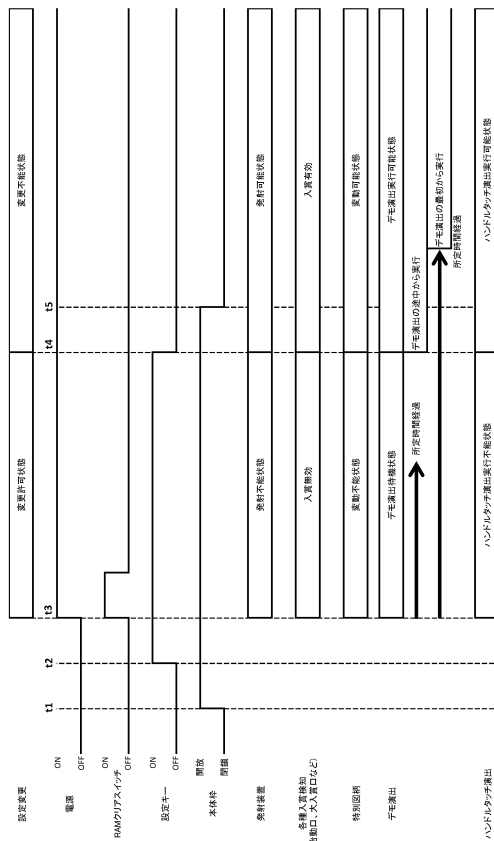 t1
t2
t3
t4
t5
設定変更
変更許可状態
変更不能状態
電源
ON
OFF
RAMクリアスイッチ
ON
OFF
設定キー
ON
OFF
本体枠
開放
閉鎖
発射装置
発射不能状態
発射可能状態
各種入賞検知
始動口、大入賞口など)
入賞無効
入賞有効
特別図柄
変動不能状態
変動可能状態
デモ演出
デモ演出待機状態
デモ演出実行可能状態
所定時間経過
デモ演出の途中から実行
デモ演出の最初から実行
所定時間経過
ハンドルタッチ演出
ハンドルタッチ演出実行不能状態
ハンドルタッチ演出実行可能状態